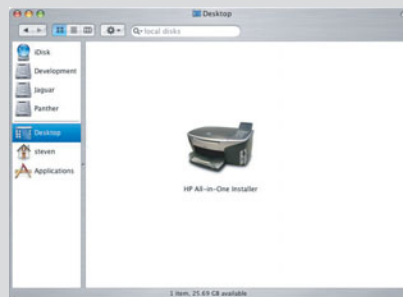 Desktop
local disks
iDisk
Development
Jaguar
Panther
Desktop
steven
Applications
HP All-in-One Installer
1 item, 25.69 GB available